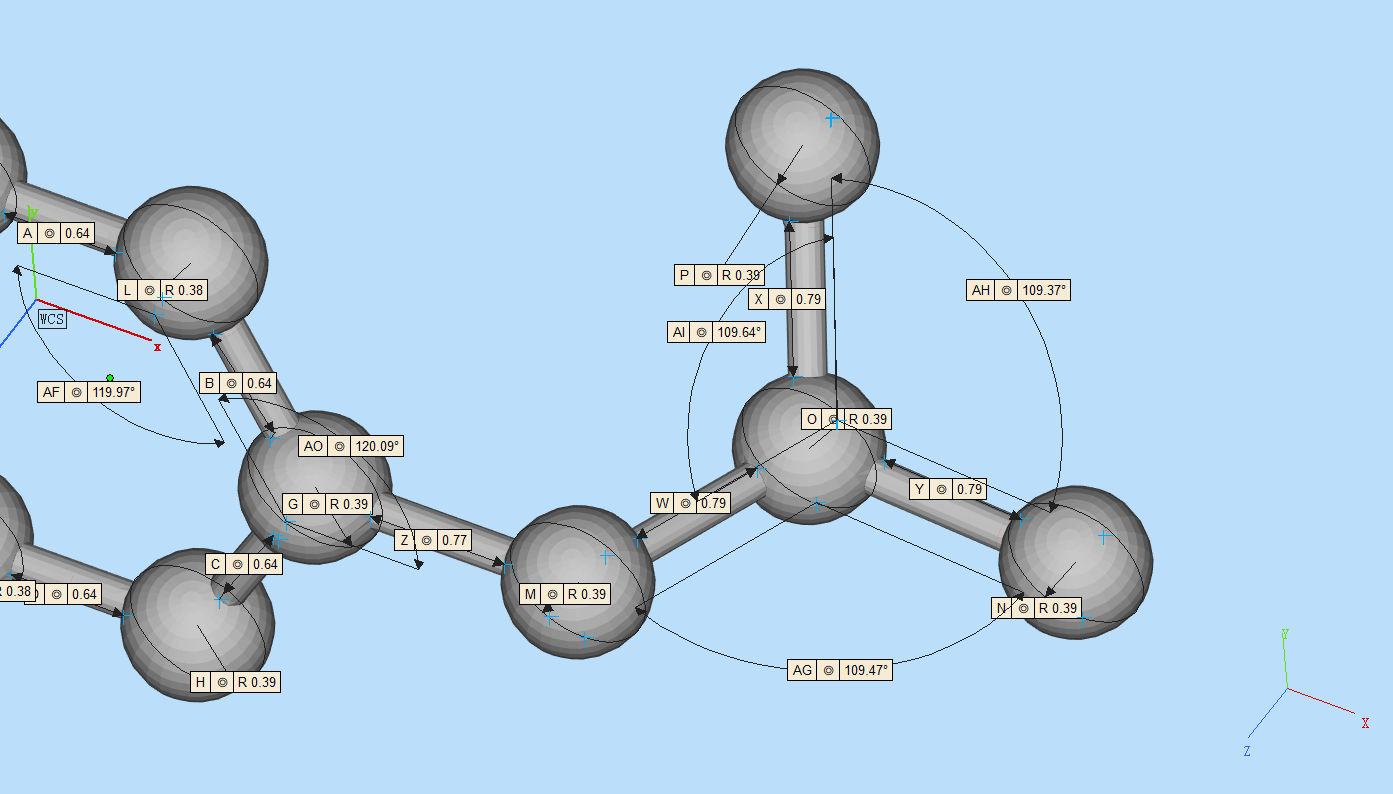 A ◎ 0.64
L ◎ R 0.38
P ◎ R 0.39
AH ◎ 109.37°
X ◎ 0.79
y
WCS
x
AI ◎ 109.64°
B ◎ 0.64
AF ◎ 119.97°
O ◎ R 0.39
AO ◎ 120.09°
Y ◎ 0.79
G ◎ R 0.39
W ◎ 0.79
Z ◎ 0.77
C ◎ 0.64
R 0.38
◎ 0.64
M ◎ R 0.39
N ◎ R 0.39
Y
AG ◎ 109.47°
H ◎ R 0.39
X
Z